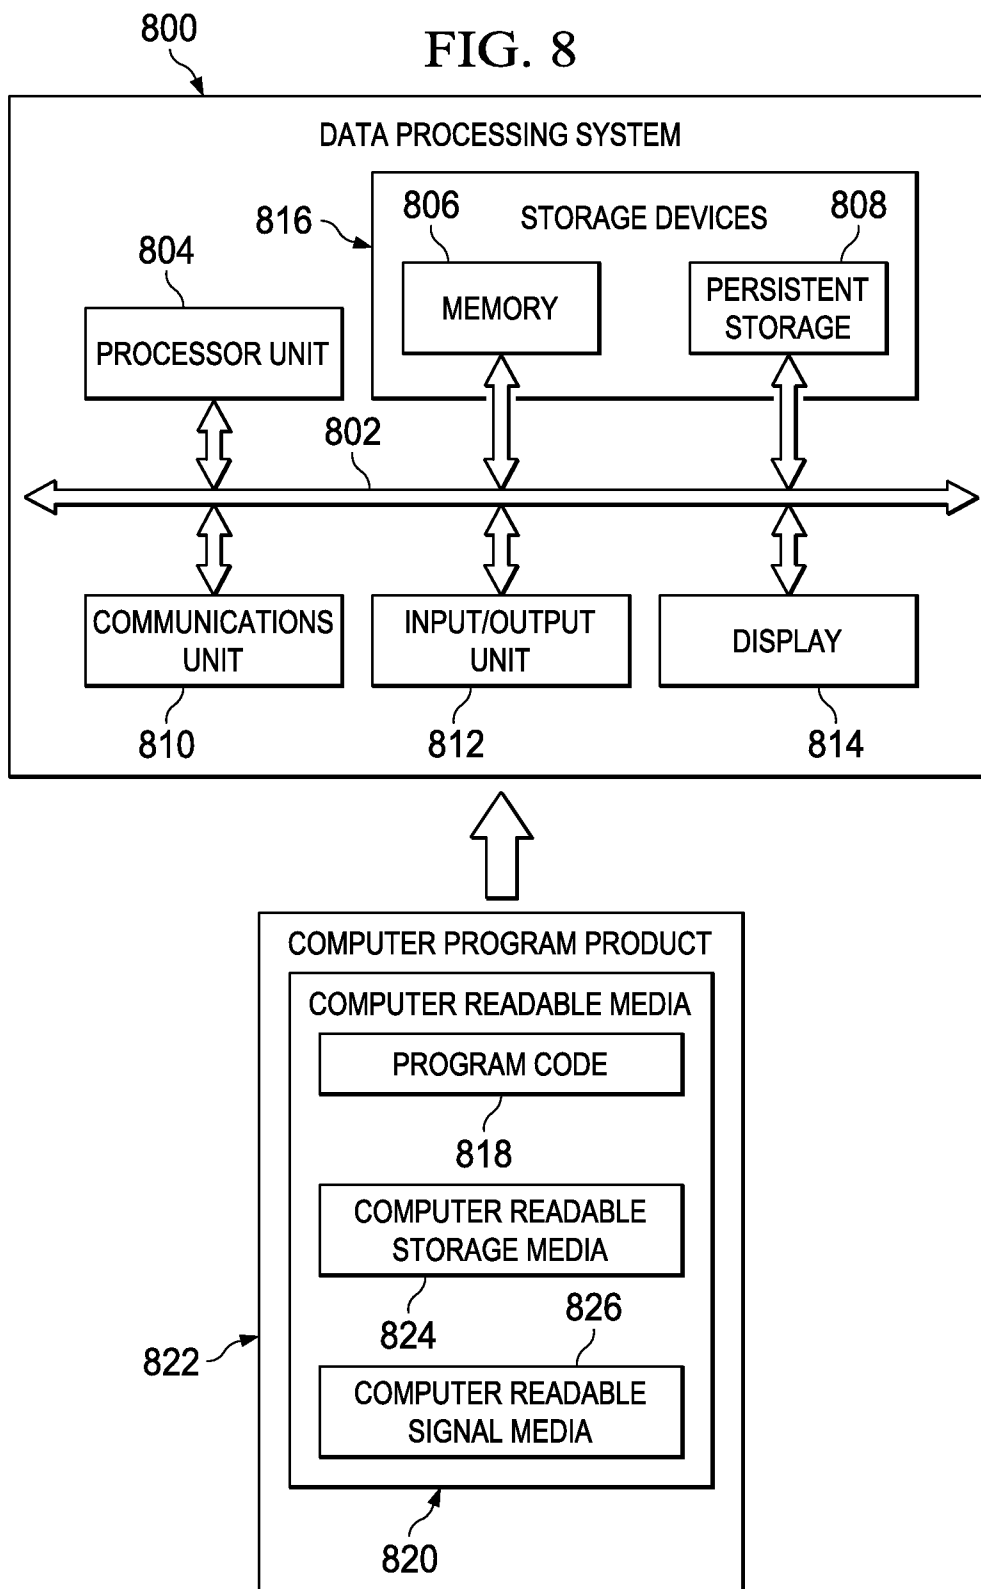 800
FIG. 8
DATA PROCESSING SYSTEM
816
806
STORAGE DEVICES
808
804
MEMORY
PERSISTENT
STORAGE
PROCESSOR UNIT
802
COMMUNICATIONS
UNIT
INPUT/OUTPUT
UNIT
DISPLAY
810
812
814
COMPUTER PROGRAM PRODUCT
COMPUTER READABLE MEDIA
PROGRAM CODE
818
COMPUTER READABLE
STORAGE MEDIA
824
826
822
COMPUTER READABLE
SIGNAL MEDIA
820